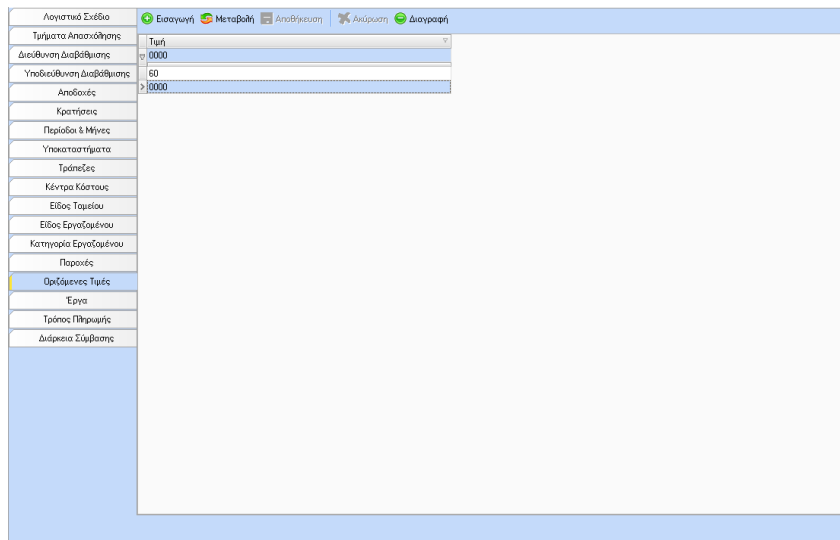 Λογιστικό Σχέδιο
Τμήματα Απασχόλησης
Διεύθυνση Διαβάθμισης
Υποδιεύθυνση Διαβάθμισης
Αποδοχές
Κρατήσεις
Περίοδοι & Μήνες
Υποκαταστήματα
Τράπεζες
Κέντρα Κόστους
Είδος Ταμείου
Είδος Εργαζομένου
Κατηγορία Εργαζομένου
Παροχές
Οριζόμενες Τιμές
Έργα
Τρόπος Πληρωμής
Διάρκεια Σύμβασης
Εισαγωγή Μεταβολή Αποθήκευση Ακύρωση Διαγραφή
Τιμή
0000
60
0000